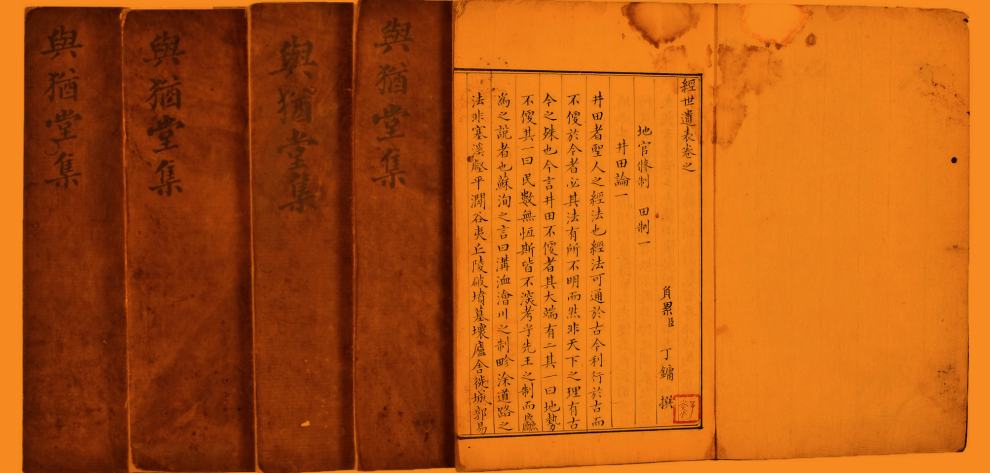 與猶堂集
與猶堂集
與猶堂集
與猶堂集
經世遺表卷之
地官修制 田制一
負累臣 丁鏞 撰
井田論一
井田者聖人之經法也經法可通於古今利行於古而
不便於今者必其法有所不明而然非天下之理有古
今之殊也今言井田不便者其大端有二其一曰地勢
不便其一曰民數無恆斯皆不深考乎先王之制而
爲之說者也蘇洵之言曰溝洫澮川之制畛涂道路之
法非塞溪壑平澗谷夷丘陵破墳墓壞廬舍徙城郭易